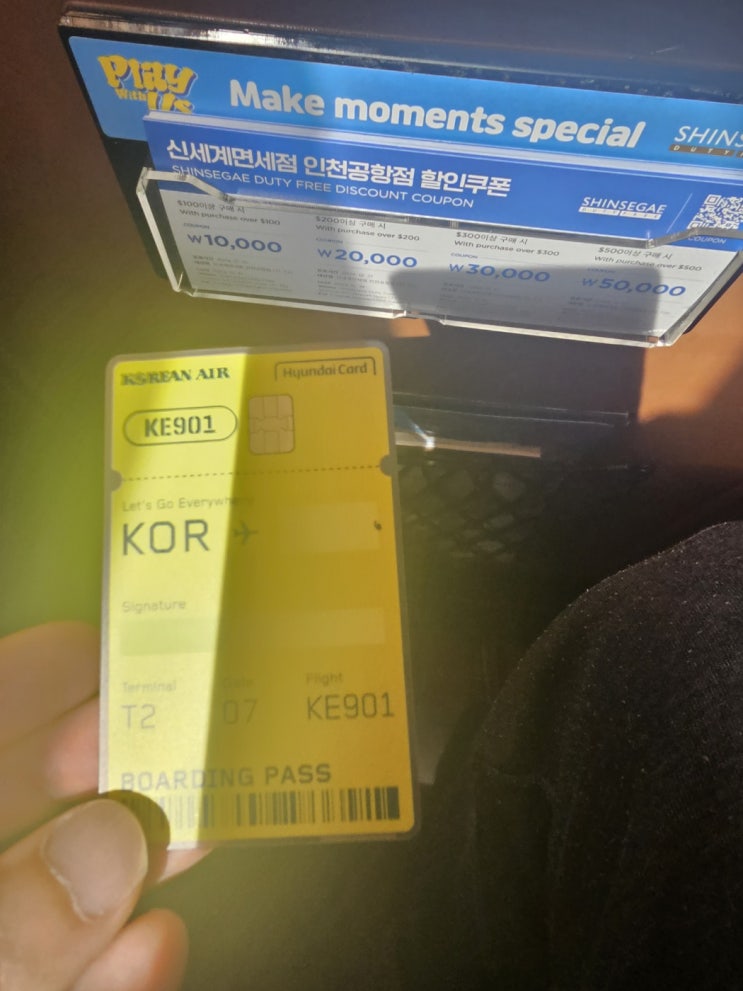 Play
With Us
Make moments special
신세계면세점 인천공항점 할인쿠폰
SHINSEGAE DUTY FREE DISCOUNT COUPON
SHINSEGAE
$100이상 구매 시
With purchase over $100
COUPON
₩10,000
$200이상 구매 시
With purchase over $200
COUPON
₩20,000
$300이상 구매 시
With purchase over $300
COUPON
₩30,000
$500이상 구매 시
With purchase over $500
COUPON
₩50,000
COUPON
KOREAN AIR
Hyundai Card
KE901
Let's Go Everywhere
KOR
Signature
Terminal
Gate
Flight
T2
07
KE901
BOARDING PASS